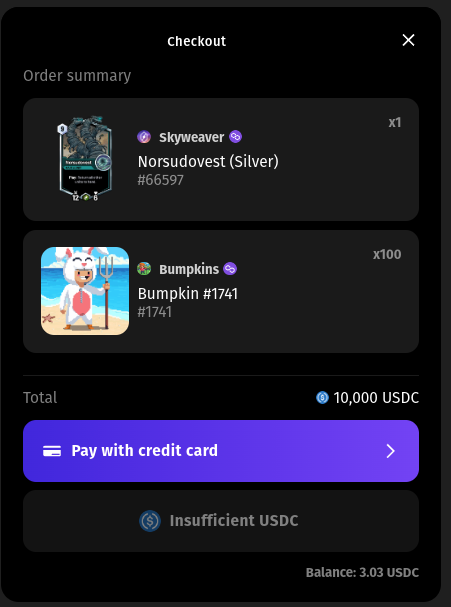 Checkout
Order summary
x1
Skyweaver
Norsudovest (Silver)
#66597
Norsudovest
12 6
x100
Bumpkins
Bumpkin #1741
#1741
Total
10,000 USDC
Pay with credit card
Insufficient USDC
Balance: 3.03 USDC